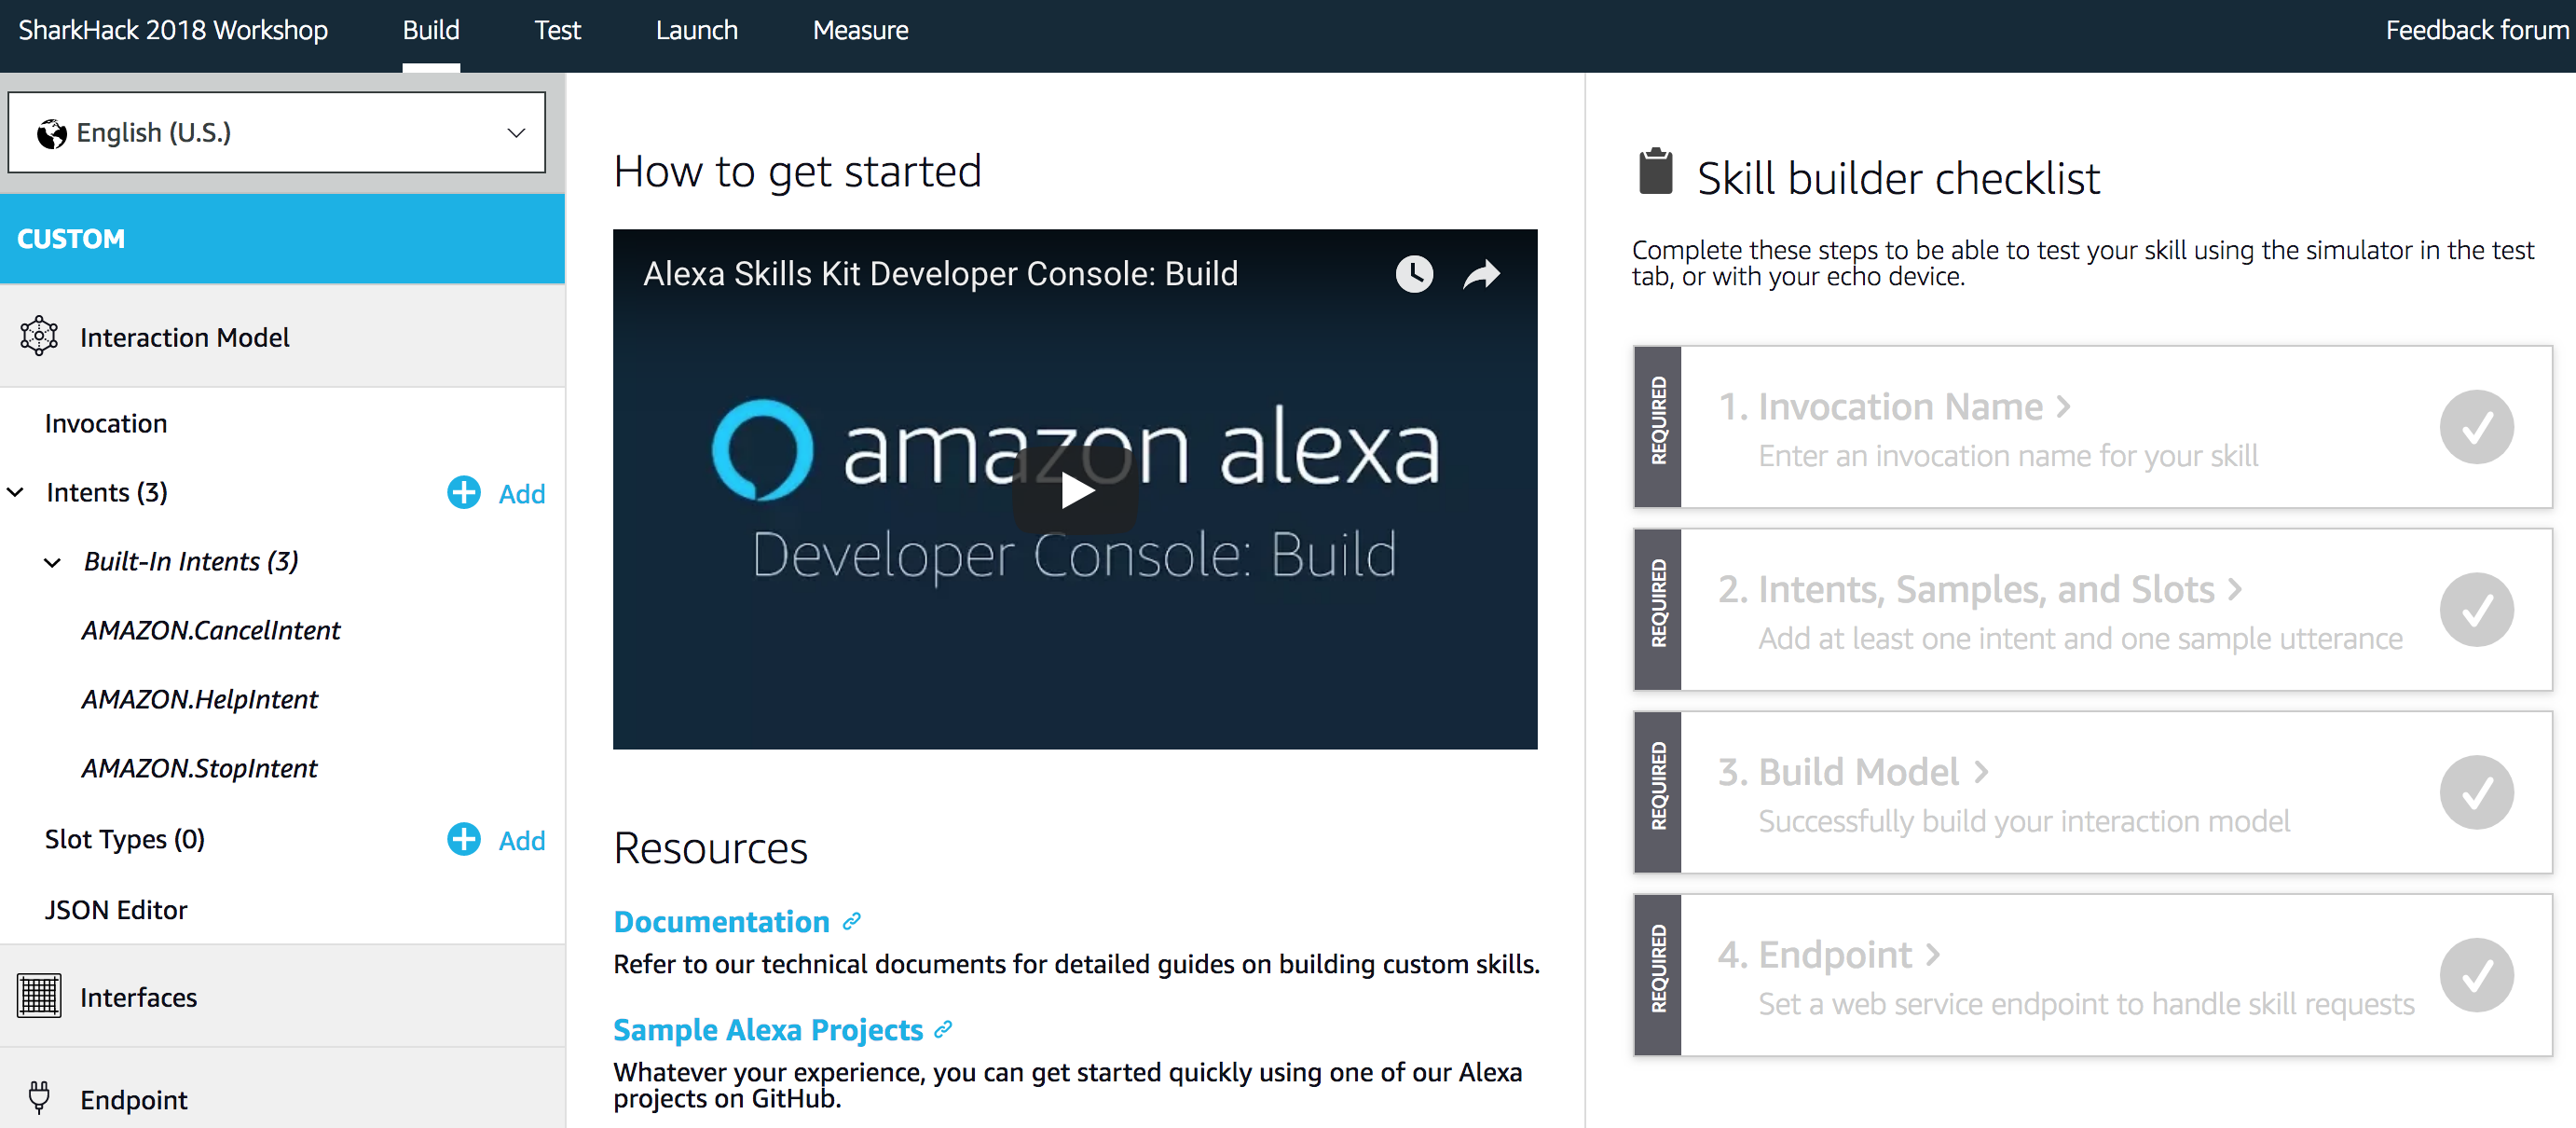 SharkHack 2018 Workshop
Build
Test
Launch
Measure
Feedback forum
English (U.S.)
CUSTOM
Interaction Model
Invocation
Intents (3)
Add
Built-In Intents (3)
AMAZON.CancelIntent
AMAZON.HelpIntent
AMAZON.StopIntent
Slot Types (0)
Add
JSON Editor
Interfaces
Endpoint
How to get started
Alexa Skills Kit Developer Console: Build
amazon alexa
Developer Console: Build
Resources
Documentation
Refer to our technical documents for detailed guides on building custom skills.
Sample Alexa Projects
Whatever your experience, you can get started quickly using one of our Alexa
projects on GitHub.
Skill builder checklist
Complete these steps to be able to test your skill using the simulator in the test
tab, or with your echo device.
REQUIRED
1. Invocation Name >
Enter an invocation name for your skill
REQUIRED
2. Intents, Samples, and Slots >
Add at least one intent and one sample utterance
REQUIRED
3. Build Model >
Successfully build your interaction model
REQUIRED
4. Endpoint >
Set a web service endpoint to handle skill requests